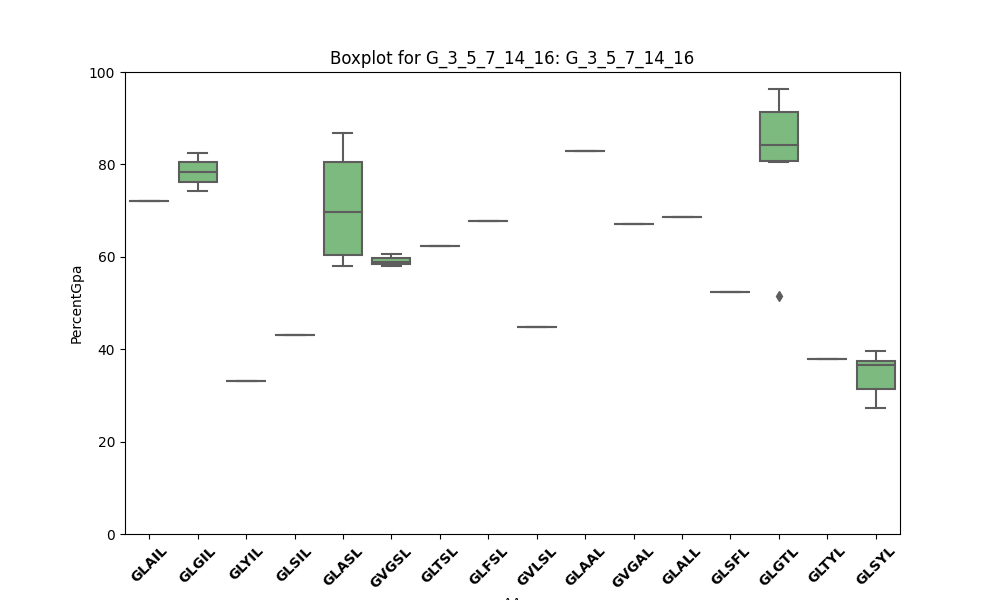 Boxplot for G_3_5_7_14_16: G_3_5_7_14_16
100
80
60
40
20
0
PercentGpa
GLAIL
GLGIL
GLYIL
GLSIL
GLASL
GVGSL
GLTSL
GLFSL
GVLSL
GLAAL
GVGAL
GLALL
GLSFL
GLGTL
GLTYL
GLSYL